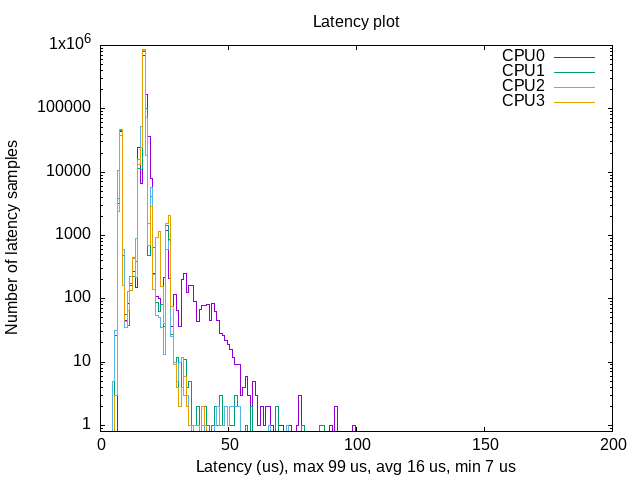 Latency plot
1x10^6
100000
10000
1000
100
10
1
Number of latency samples
CPU0
CPU1
CPU2
CPU3
0 50 100 150 200
Latency (us), max 99 us, avg 16 us, min 7 us